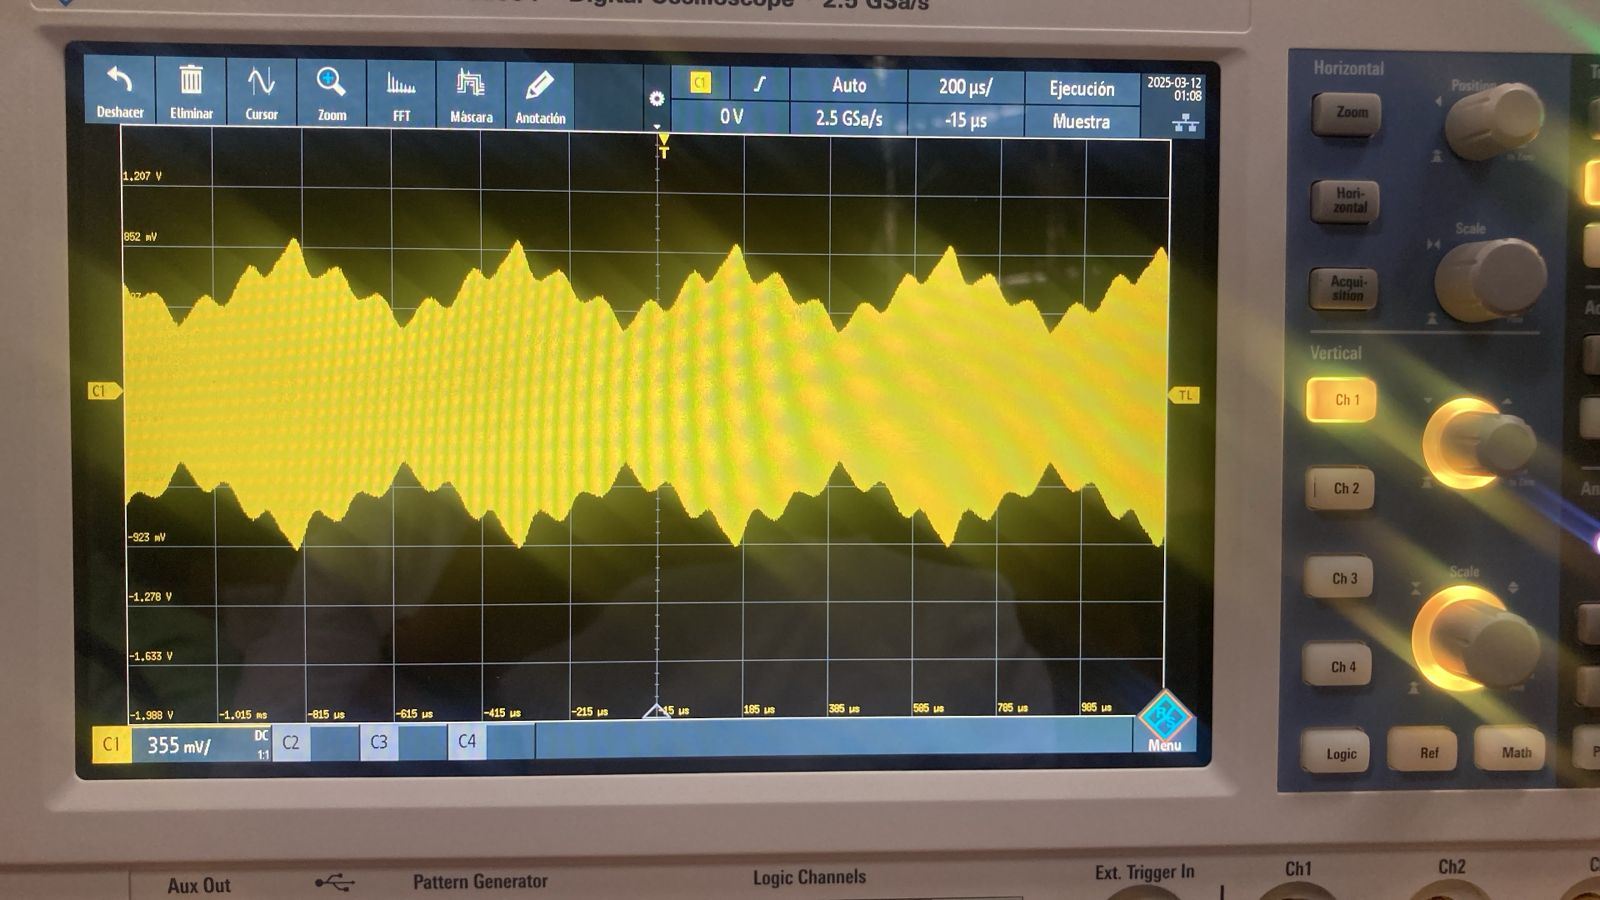 Digital Oscilloscope · 2.5 GSa/s
Deshacer
Eliminar
Cursor
Zoom
FFT
Máscara
Anotación
C1
Auto
200 µs/
Ejecución
0 V
2.5 GSa/s
-15 µs
Muestra
2025-03-12
01:08
T
1.207 V
852 mV
C1
TL
-923 mV
-1.278 V
-1.633 V
-1.988 V
-1.015 ms
-815 µs
-615 µs
-415 µs
-215 µs
-15 µs
185 µs
385 µs
585 µs
785 µs
985 µs
C1
355 mV/
DC
1:1
C2
C3
C4
R&S
Menu
Horizontal
Zoom
Position
Hori-
zontal
Scale
Acqui-
sition
Vertical
Ch 1
Ch 2
Ch 3
Scale
Ch 4
Logic
Ref
Math
Aux Out
Pattern Generator
Logic Channels
Ext. Trigger In
Ch1
Ch2